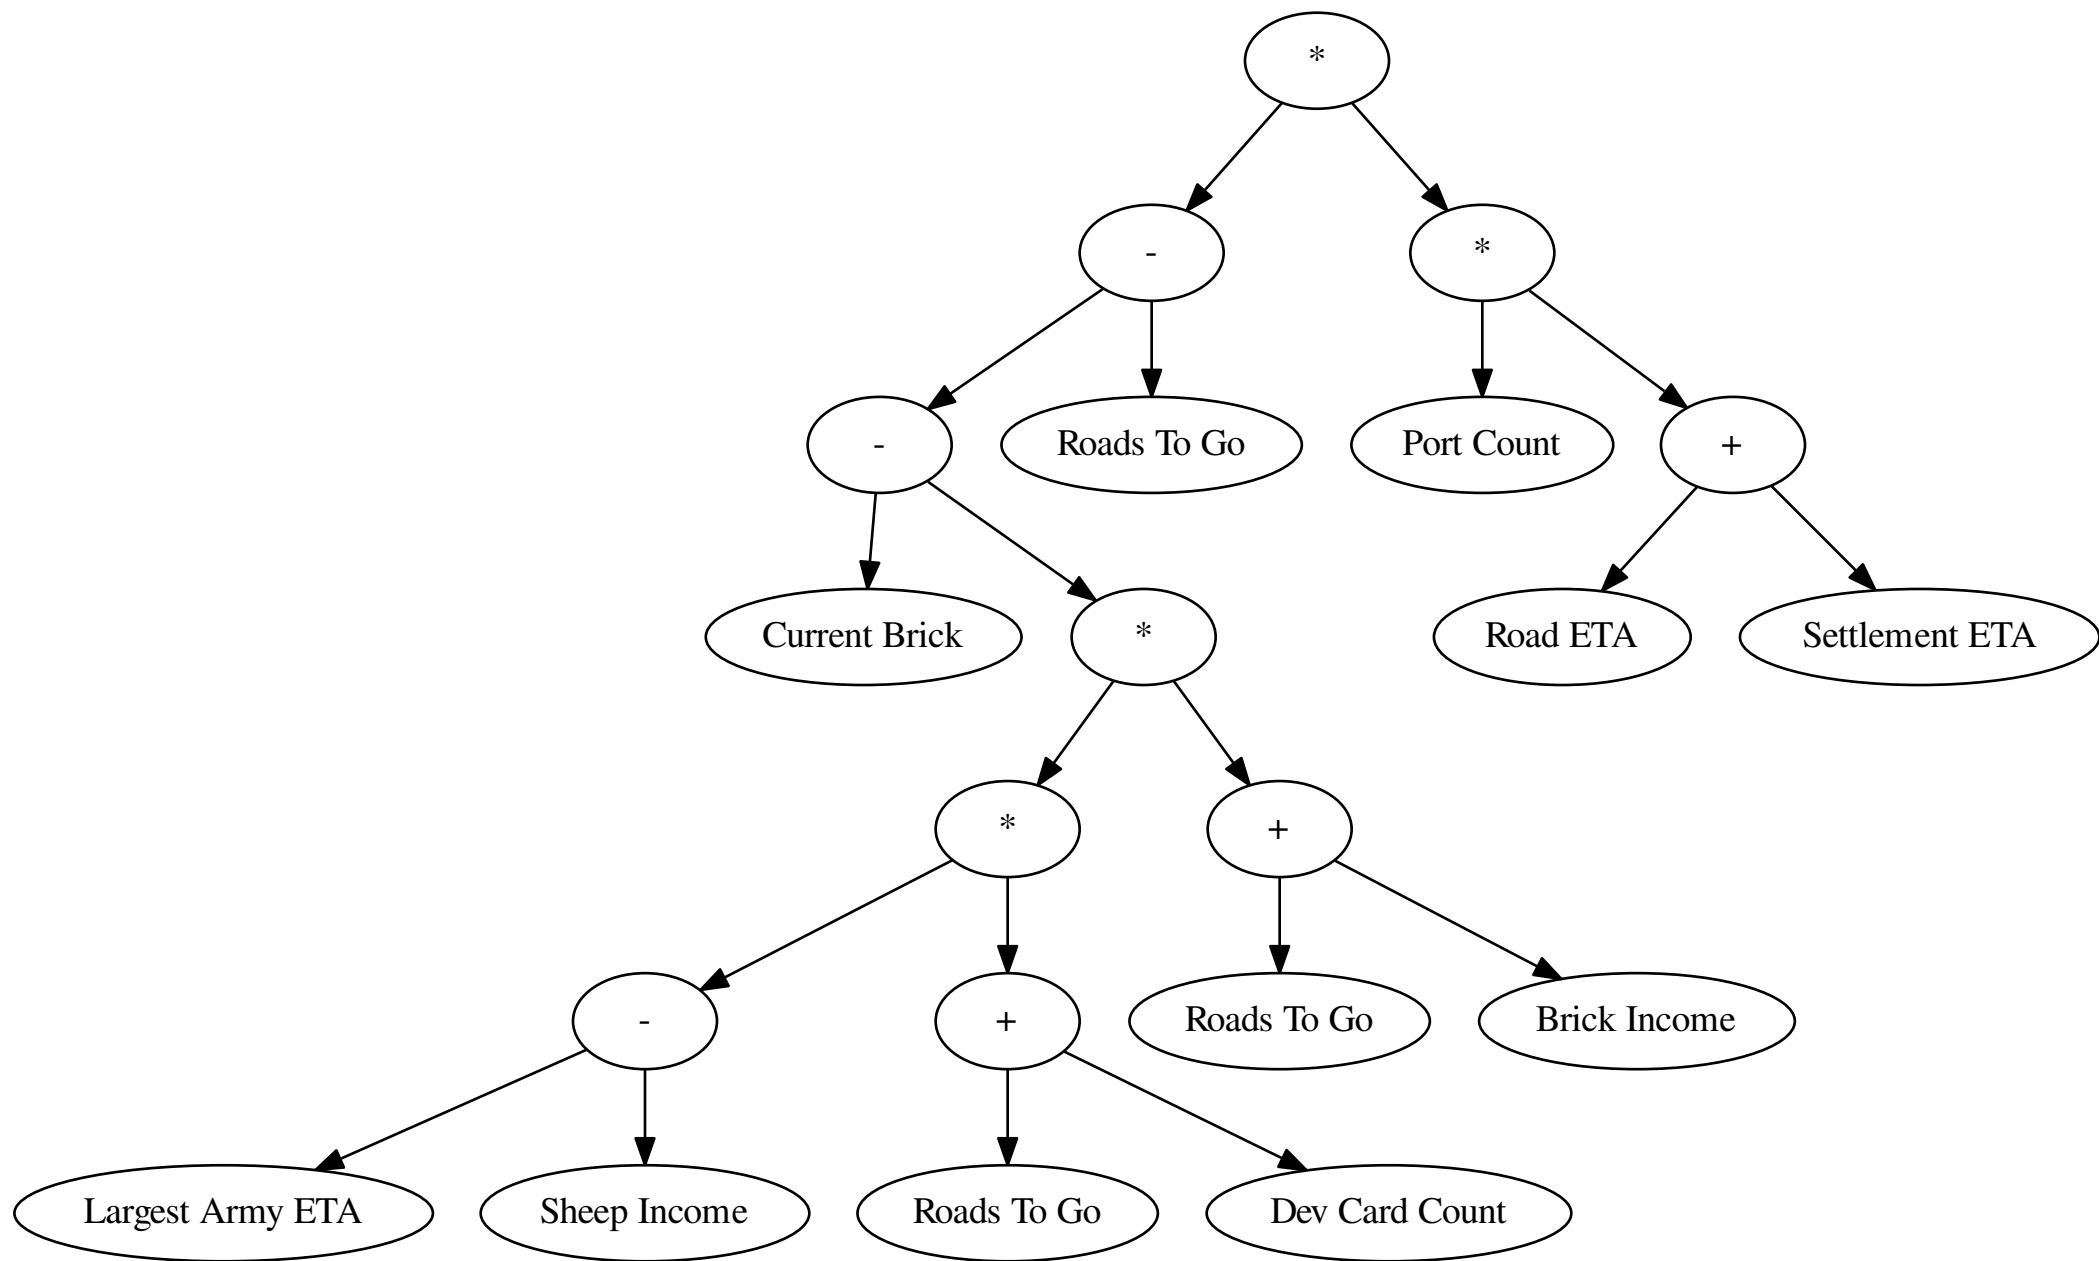 *
-
*
-
Roads To Go
Port Count
+
Current Brick
*
Road ETA
Settlement ETA
*
+
-
+
Roads To Go
Brick Income
Largest Army ETA
Sheep Income
Roads To Go
Dev Card Count